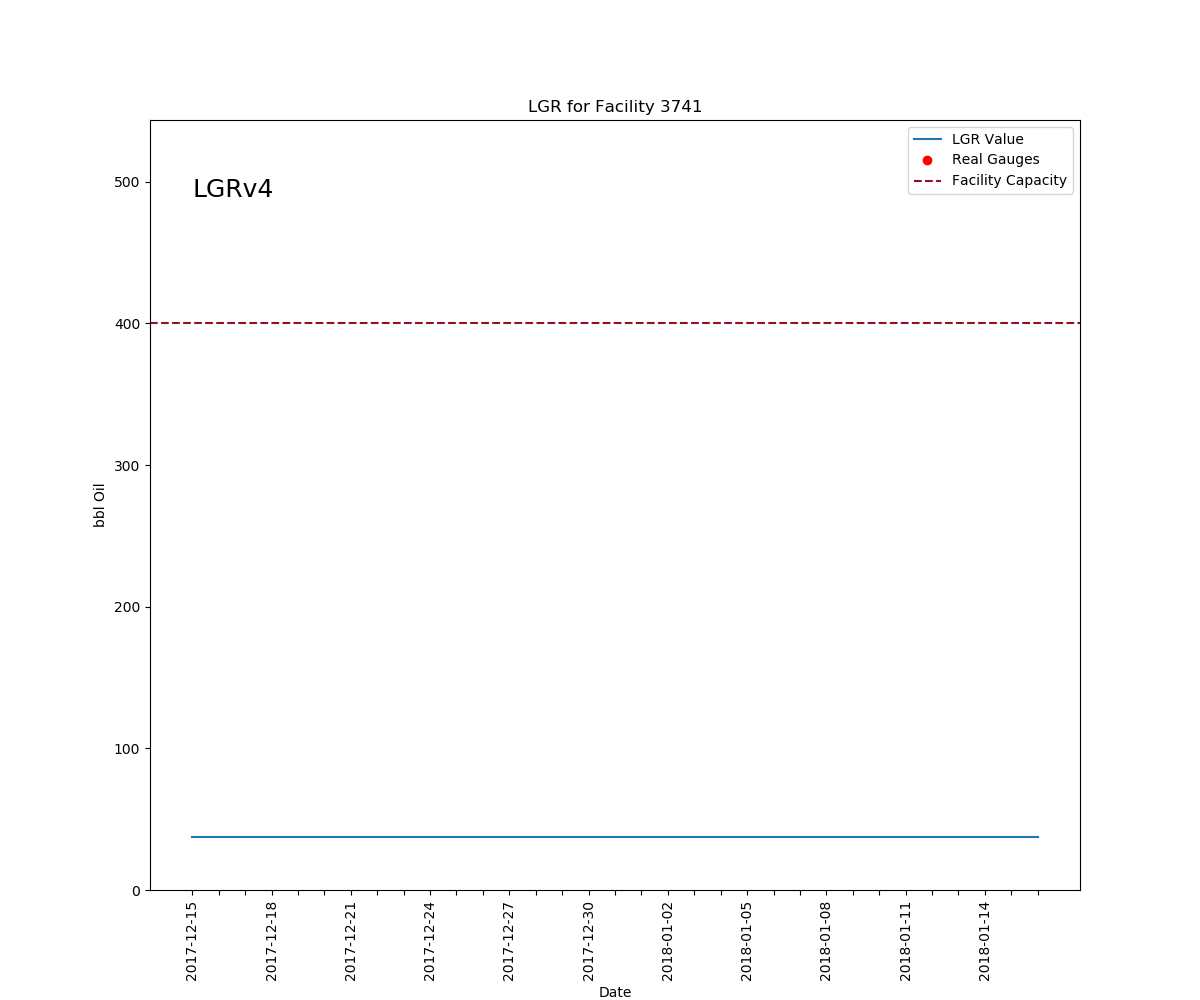 LGR for Facility 3741
LGRv4
LGR Value
Real Gauges
Facility Capacity
500
400
300
200
100
0
bbl Oil
2017-12-15
2017-12-18
2017-12-21
2017-12-24
2017-12-27
2017-12-30
2018-01-02
2018-01-05
2018-01-08
2018-01-11
2018-01-14
Date